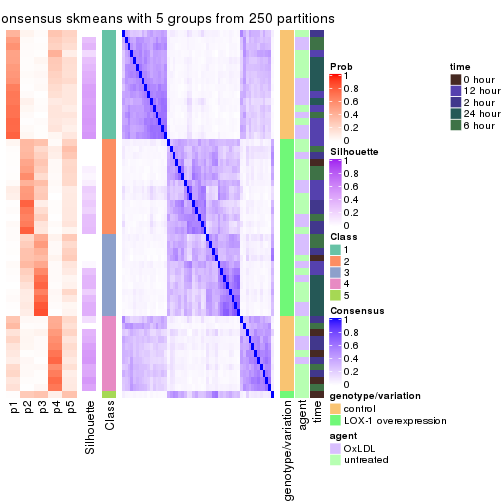 onsensus skmeans with 5 groups from 250 partitions
Prob
1
0.8
0.6
0.4
0.2
0
time
0 hour
12 hour
2 hour
24 hour
6 hour
Silhouette
1
0.8
0.6
0.4
0.2
0
Class
1
2
3
4
5
Consensus
1
0.8
0.6
0.4
0.2
0
genotype/variation
control
LOX-1 overexpression
agent
OxLDL
untreated
p1
p2
p3
p4
p5
Silhouette
Class
genotype/variation
agent
time